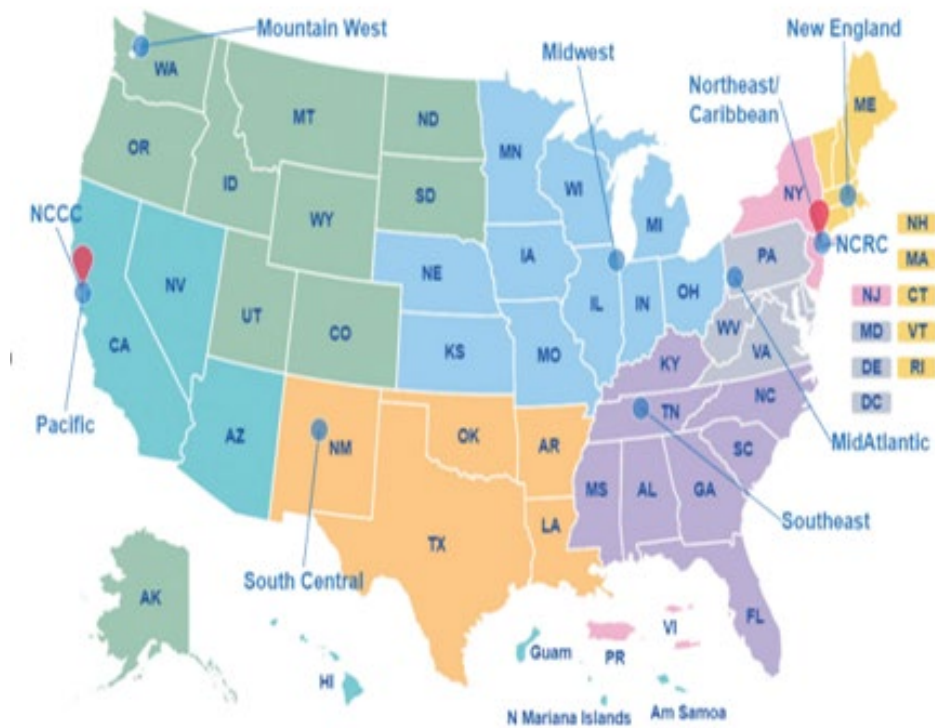 Mountain West
New England
Midwest
Northeast/
Caribbean
WA
MT
ND
MN
ME
OR
ID
SD
WI
NY
WY
MI
NCCC
NCRC
NH
IA
PA
MA
NE
NV
IL
IN
OH
NJ
CT
UT
CO
WV
MD
VT
CA
KS
MO
VA
DE
RI
KY
DC
NC
Pacific
AZ
NM
OK
TN
AR
MidAtlantic
SC
MS
AL
GA
Southeast
TX
LA
South Central
AK
FL
VI
Guam
PR
HI
N Mariana Islands
Am Samoa